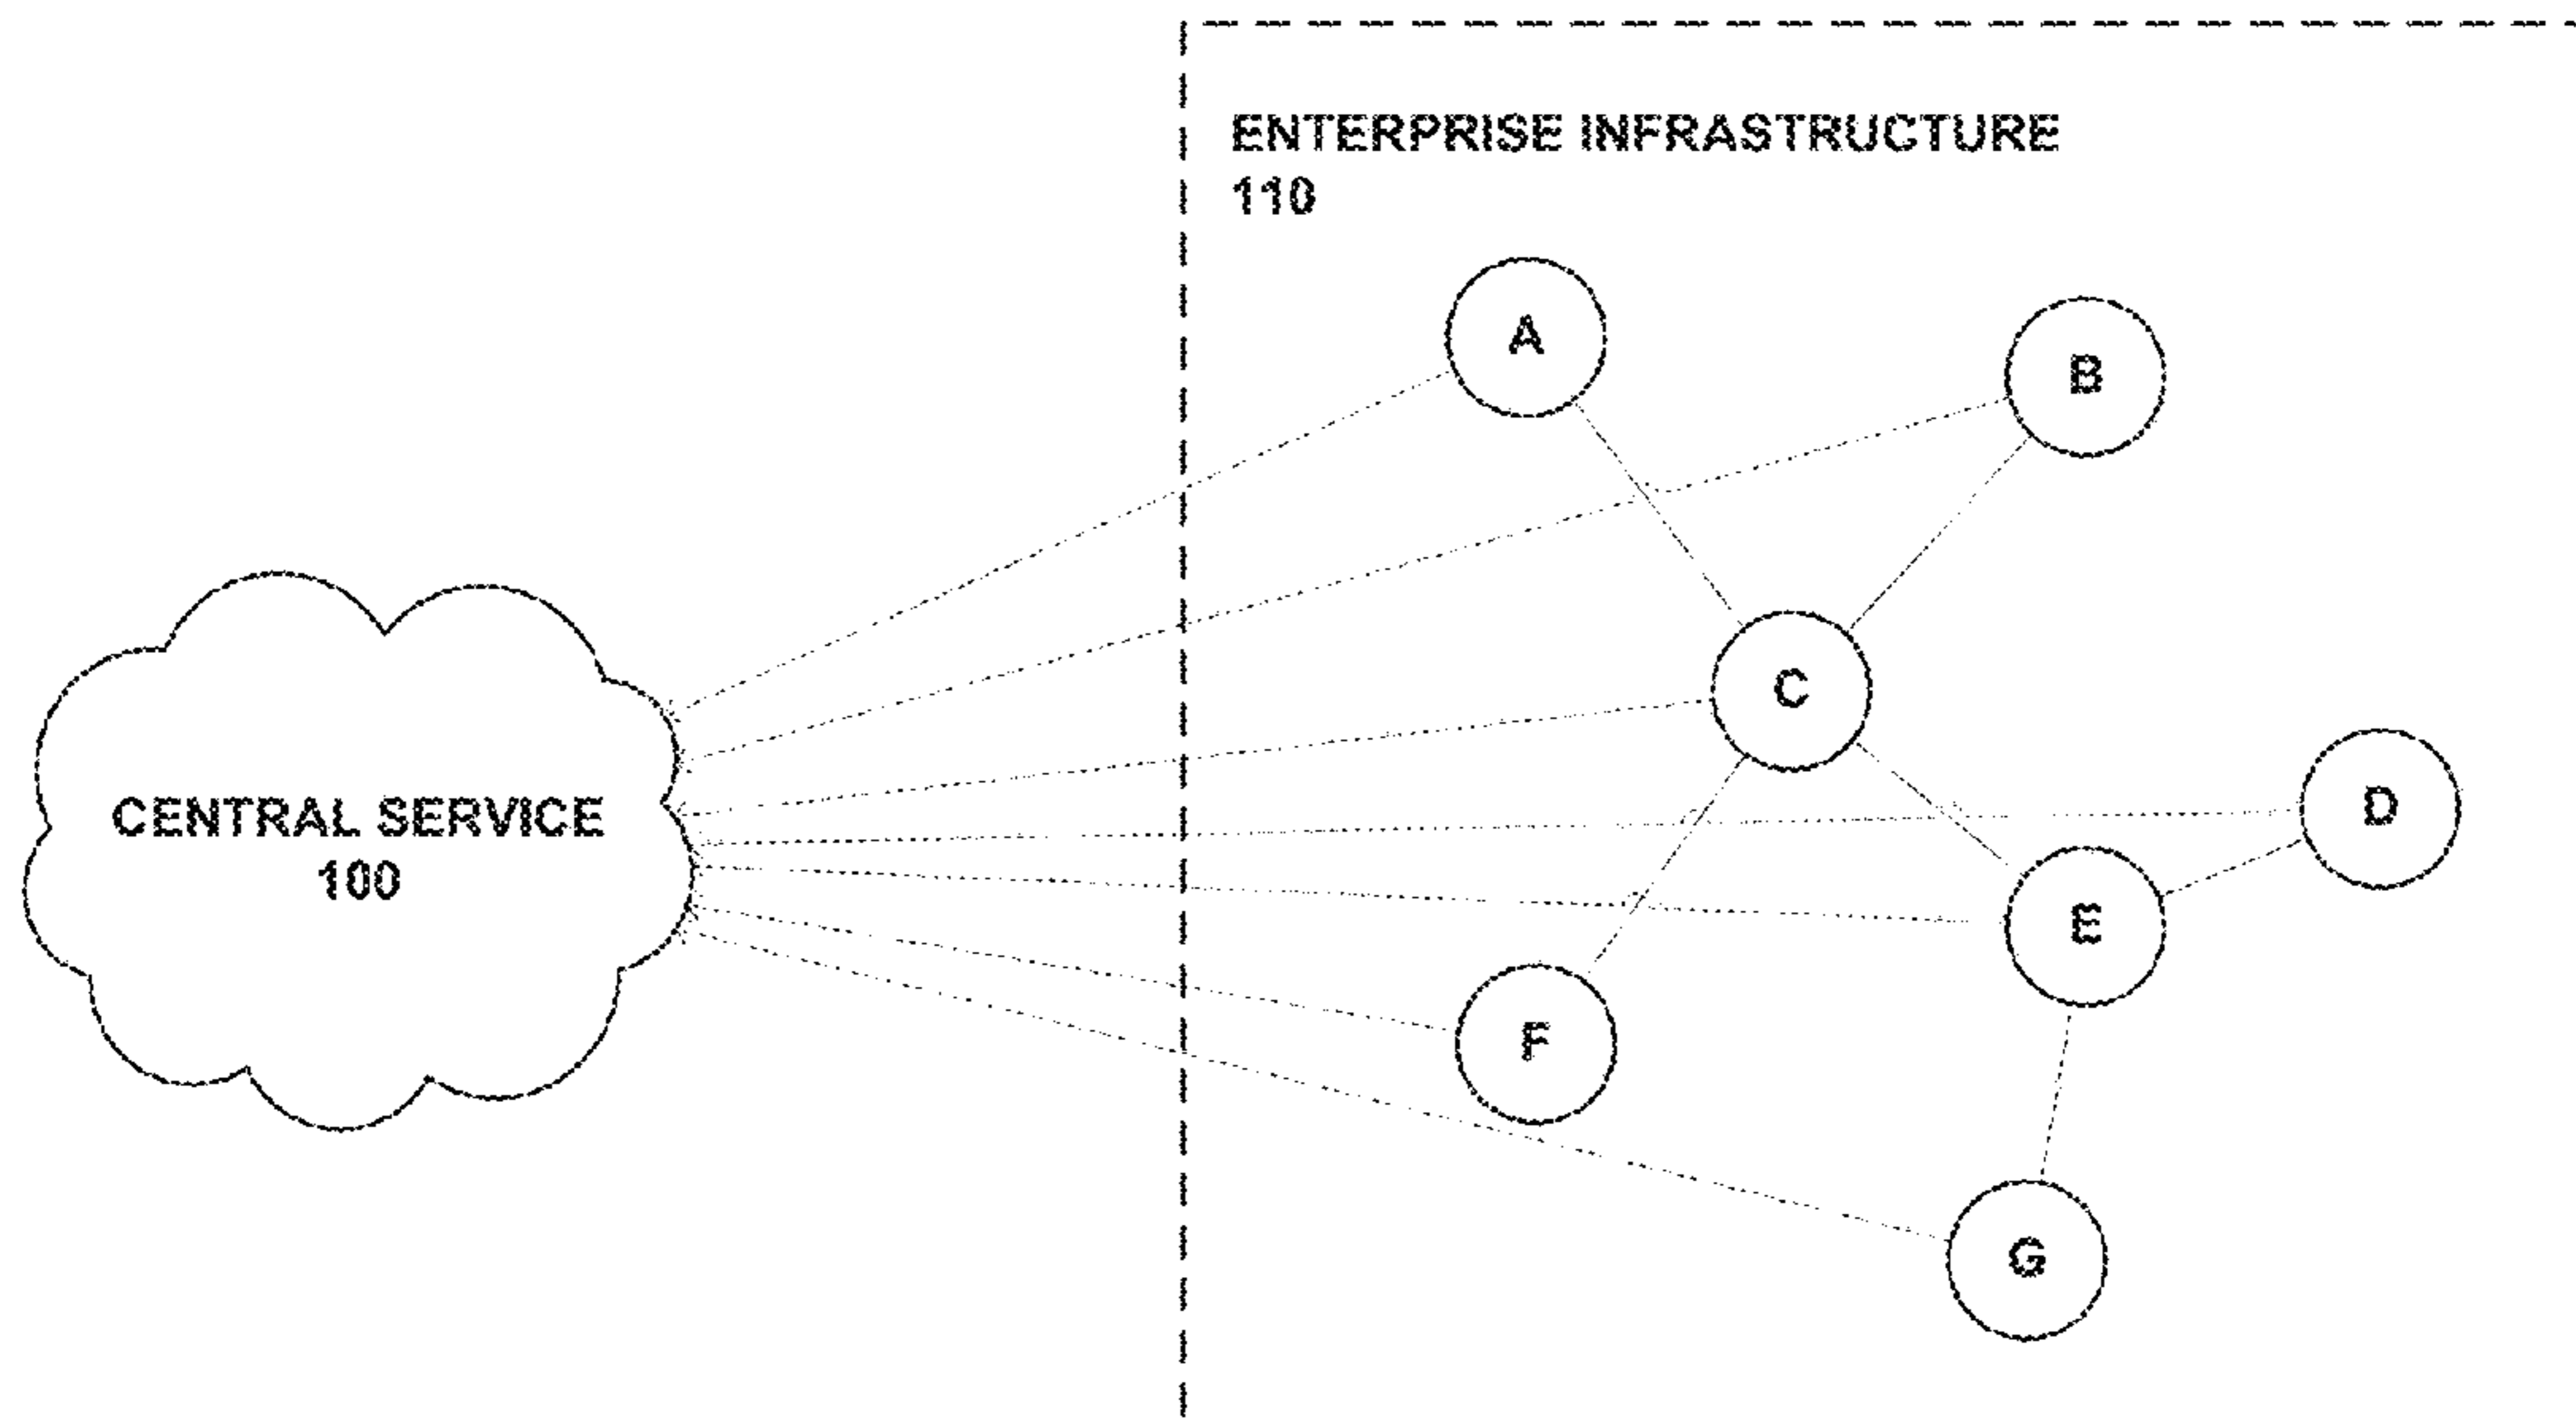 ENTERPRISE INFRASTRUCTURE
110
A
B
C
CENTRAL SERVICE
100
D
E
F
G